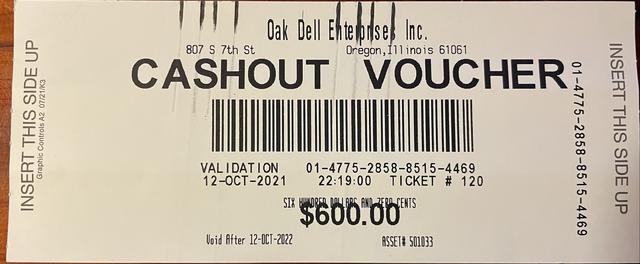 Oak Dell Enterprises Inc.
807 S 7th St Oregon,Illinois 61061
CASHOUT VOUCHER
INSERT THIS SIDE UP
Graphic Controls A2 07/21/K3
VALIDATION 01-4775-2858-8515-4469
12-OCT-2021 22:19:00 TICKET # 120
SIX HUNDRED DOLLARS AND ZERO CENTS
$600.00
Void After 12-OCT-2022 ASSET# 501033
01-4775-2858-8515-4469
INSERT THIS SIDE UP